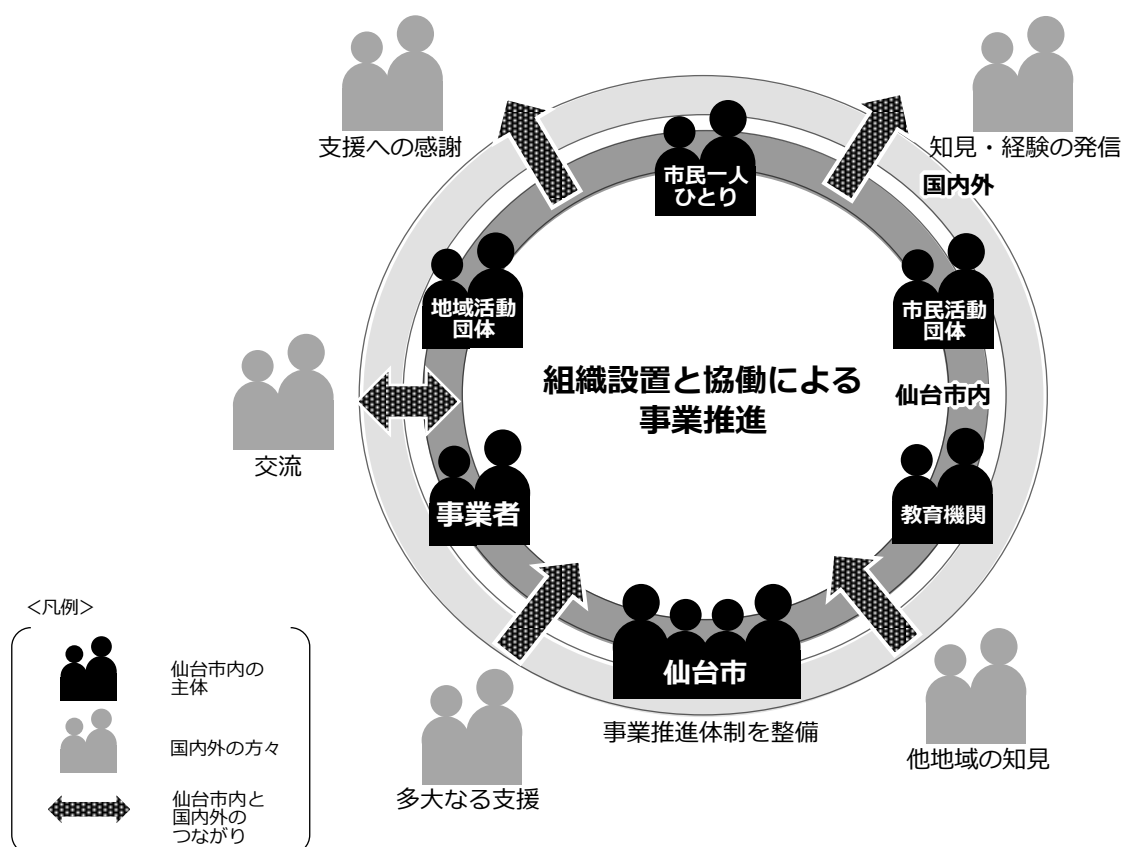 支援への感謝
知見・経験の発信
国内外
市民一人
ひとり
地域活動
団体
市民活動
団体
組織設置と協働による
事業推進
仙台市内
交流
事業者
教育機関
仙台市
事業推進体制を整備
多大なる支援
他地域の知見
<凡例>
仙台市内の
主体
国内外の方々
仙台市内と
国内外の
つながり